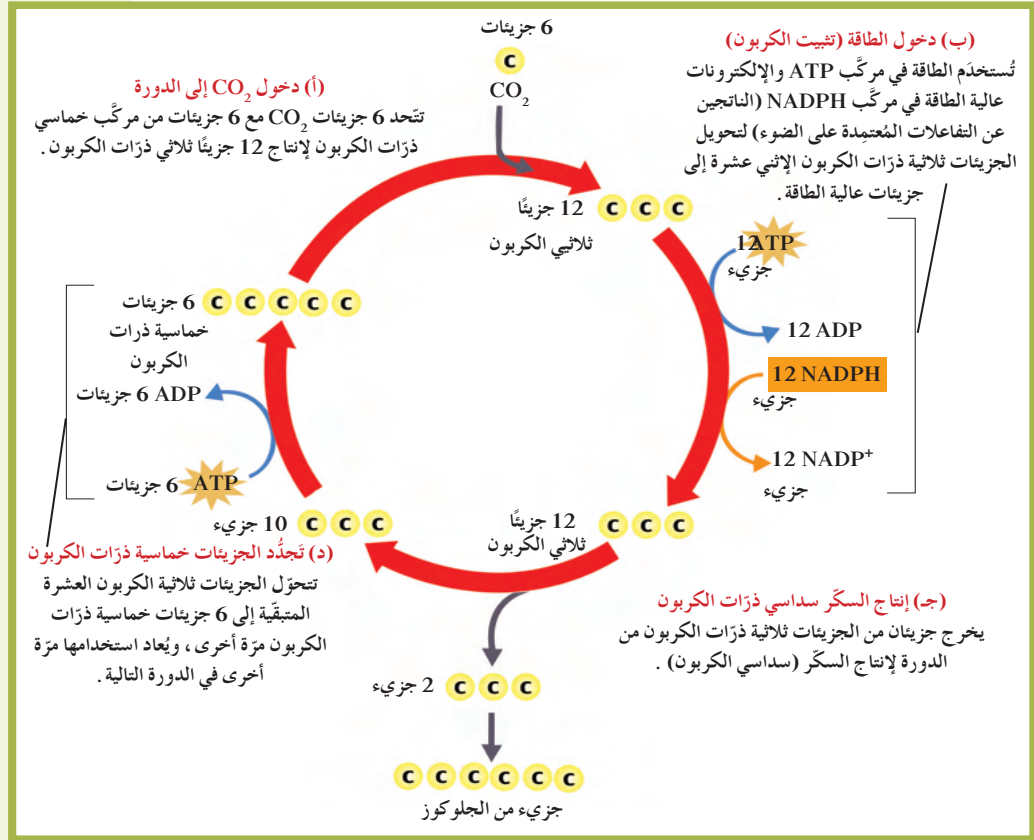 6 جزيئات
C
CO2
(أ) دخول CO2 إلى الدورة
تتّحد 6 جزيئات CO2 مع 6 جزيئات من مركَّب خماسي
ذرّات الكربون لإنتاج 12 جزيئًا ثلاثي ذرّات الكربون.
(ب) دخول الطاقة (تثبيت الكربون)
تُستخدَم الطاقة في مركَّب ATP والإلكترونات
عالية الطاقة في مركَّب NADPH (الناتجين
عن التفاعلات المُعتمِدة على الضوء) لتحويل
الجزيئات ثلاثية ذرّات الكربون الإثني عشرة إلى
جزيئات عالية الطاقة.
12 جزيئًا C C C
ثلاثيي الكربون
12ATP
جزيء
12 ADP
12 NADPH
جزيء
12 NADP+
جزيء
6 جزيئات C C C C C
خماسية ذرات
الكربون
6 ADP جزيئات
ATP 6 جزيئات
10 جزيء C C C
12 جزيئًا C C C
ثلاثي الكربون
(د) تَجدُّد الجزيئات خماسية ذرّات الكربون
تتحوّل الجزيئات ثلاثية الكربون العشرة
المتبقّية إلى 6 جزيئات خماسية ذرّات
الكربون مرّة أخرى، ويُعاد استخدامها مرّة
أخرى في الدورة التالية.
(جـ) إنتاج السكّر سداسي ذرّات الكربون
يخرج جزيئان من الجزيئات ثلاثية ذرّات الكربون من
الدورة لإنتاج السكّر (سداسي الكربون).
2 جزيء C C C
C C C C C C
جزيء من الجلوكوز